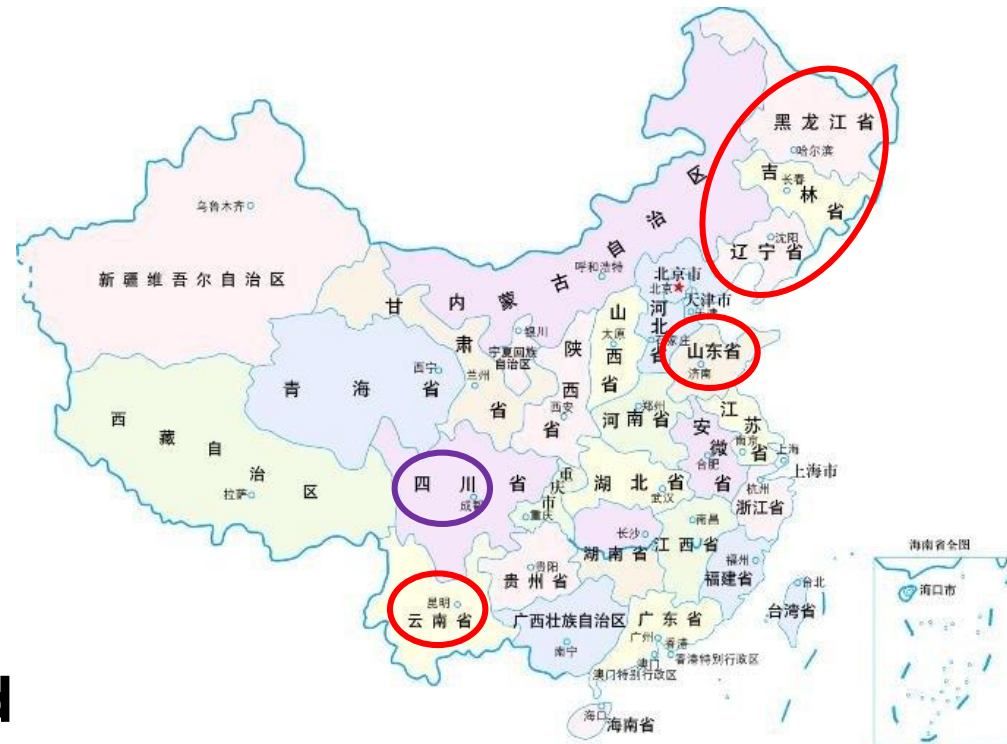 黑龙江省
哈尔滨
吉林省
长春
辽宁省
沈阳
内蒙古自治区
呼和浩特
乌鲁木齐
新疆维吾尔自治区
北京市
北京
天津市
河北省
石家庄
山西省
太原
山东省
济南
甘肃省
兰州
银川
宁夏回族
自治区
陕西省
西安
青海省
西宁
西藏自治区
拉萨
河南省
郑州
江苏省
南京
安微省
合肥
上海
上海市
四川省
成都
重庆市
重庆
湖北省
武汉
杭州
浙江省
长沙
湖南省
南昌
江西省
福州
福建省
贵阳
贵州省
昆明
云南省
广西壮族自治区
南宁
广东省
广州
香港
香港特别行政区
澳门
澳门特别行政区
台北
台湾省
海口
海南省
海南省全图
海口市